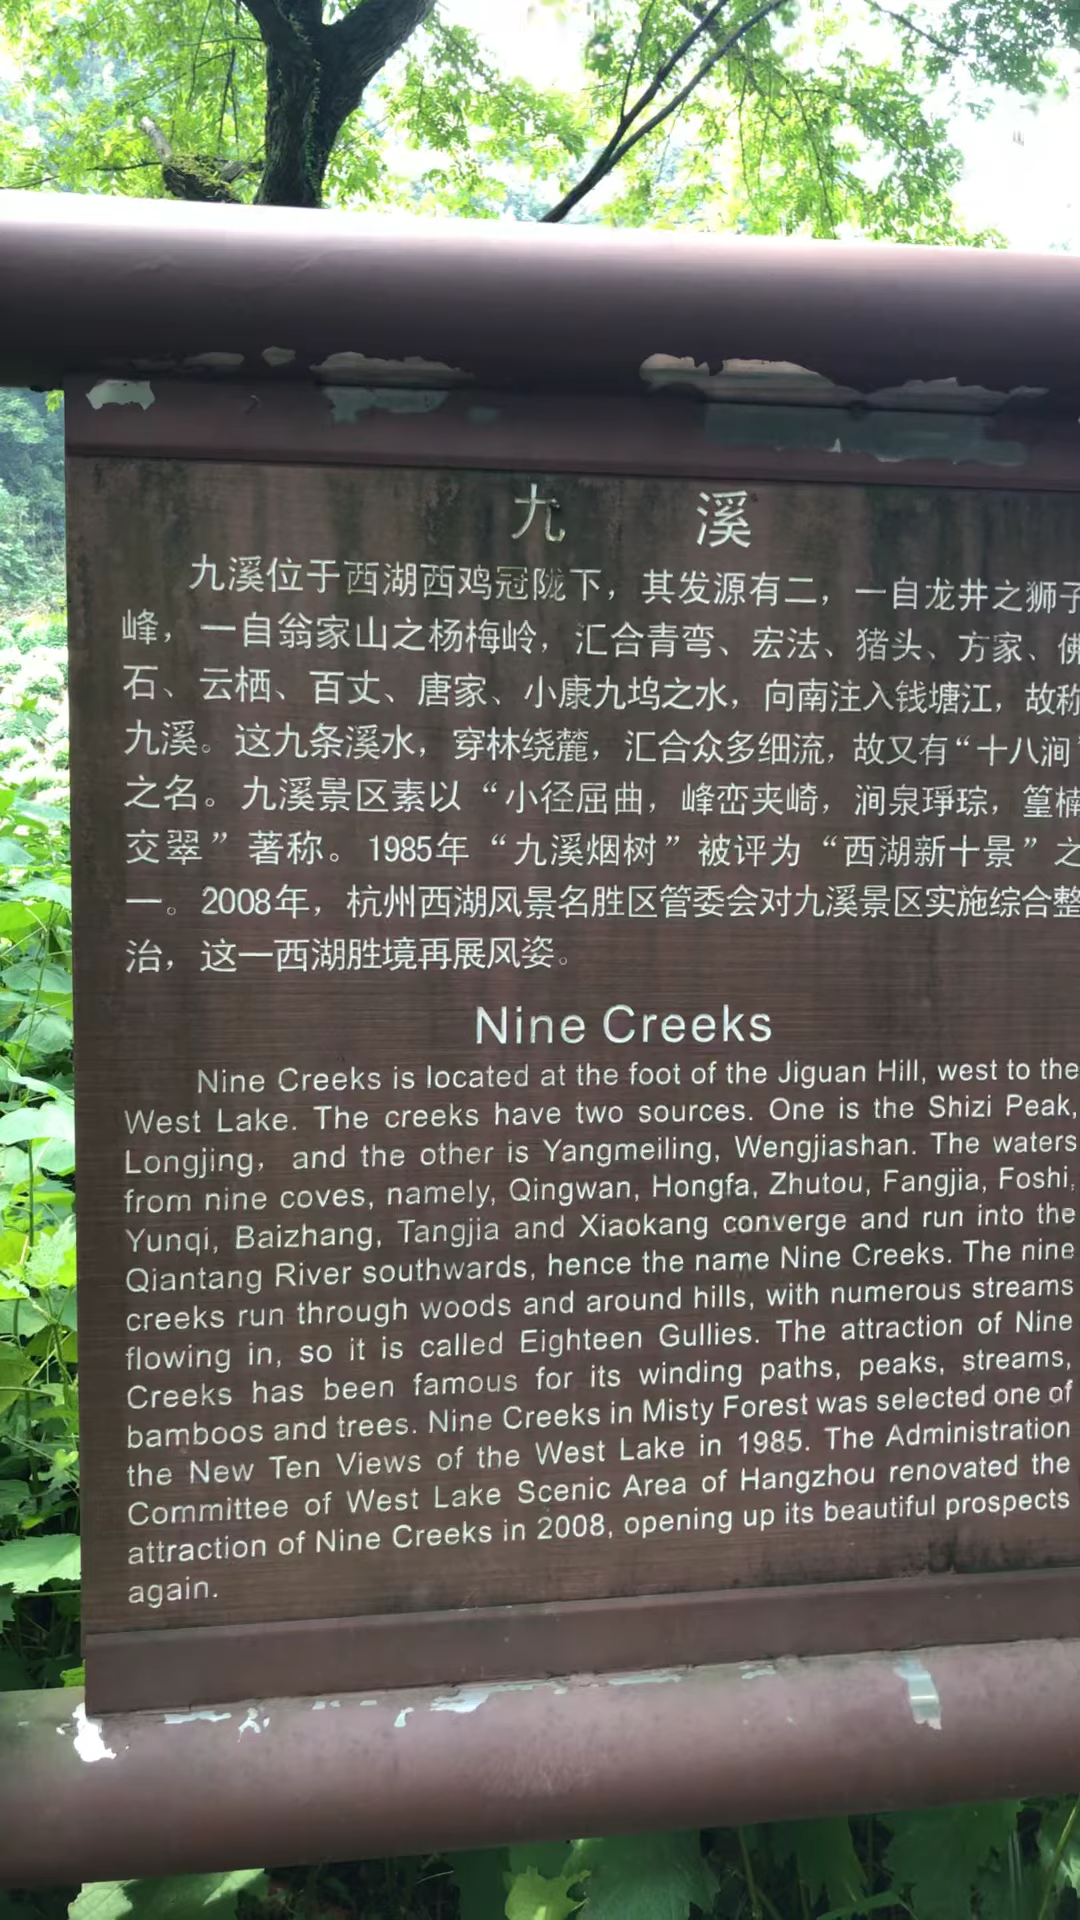 九 溪
九溪位于西湖西鸡冠陇下，其发源有二，一自龙井之狮子
峰，一自翁家山之杨梅岭，汇合青弯、宏法、猪头、方家、佛
石、云栖、百丈、唐家、小康九坞之水，向南注入钱塘江，故称
九溪。这九条溪水，穿林绕麓，汇合众多细流，故又有“十八涧”
之名。九溪景区素以“小径屈曲，峰峦夹崎，涧泉琤琮，篁楠
交翠”著称。1985年“九溪烟树”被评为“西湖新十景”之
一。2008年，杭州西湖风景名胜区管委会对九溪景区实施综合整
治，这一西湖胜境再展风姿。
Nine Creeks
Nine Creeks is located at the foot of the Jiguan Hill, west to the
West Lake. The creeks have two sources. One is the Shizi Peak,
Longjing, and the other is Yangmeiling, Wengjiashan. The waters
from nine coves, namely, Qingwan, Hongfa, Zhutou, Fangjia, Foshi,
Yunqi, Baizhang, Tangjia and Xiaokang converge and run into the
Qiantang River southwards, hence the name Nine Creeks. The nine
creeks run through woods and around hills, with numerous streams
flowing in, so it is called Eighteen Gullies. The attraction of Nine
Creeks has been famous for its winding paths, peaks, streams,
bamboos and trees. Nine Creeks in Misty Forest was selected one of
the New Ten Views of the West Lake in 1985. The Administration
Committee of West Lake Scenic Area of Hangzhou renovated the
attraction of Nine Creeks in 2008, opening up its beautiful prospects
again.